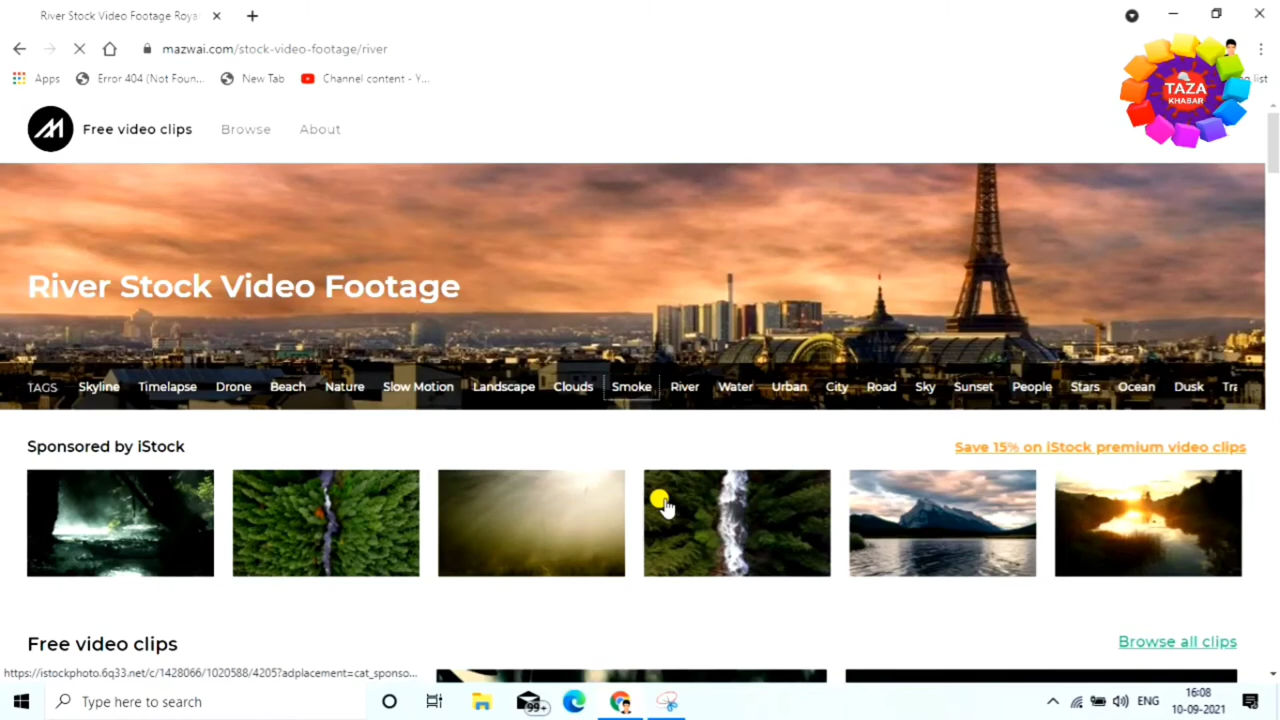 River Stock Video Footage Roya
mazwai.com/stock-video-footage/river
Apps
Error 404 (Not Foun...
New Tab
Channel content - Y...
TAZA
KHABAR
Free video clips
Browse
About
River Stock Video Footage
TAGS Skyline Timelapse Drone Beach Nature Slow Motion Landscape Clouds Smoke River Water Urban City Road Sky Sunset People Stars Ocean Dusk Tra
Sponsored by iStock
Save 15% on iStock premium video clips
Free video clips
Browse all clips
https://istockphoto.6q33.net/c/1428066/1020588/4205?adplacement=cat_sponso...
Type here to search
99+
ENG
16:08
10-09-2021